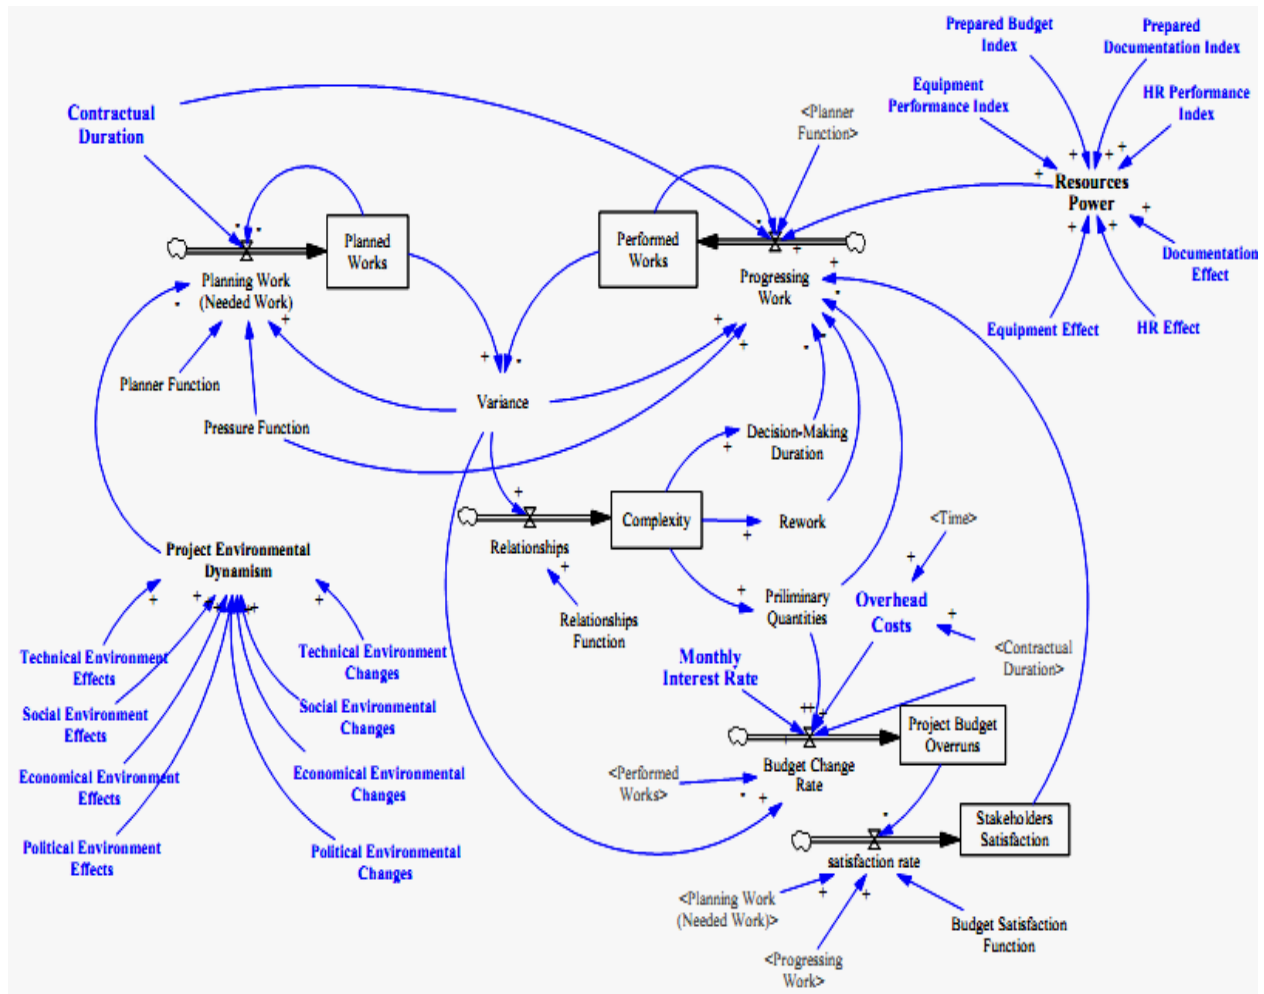 Prepared Budget
Index
Prepared
Documentation Index
Equipment
Performance Index
HR Performance
Index
Contractual
Duration
<Planner
Function>
Resources
Power
Planned
Works
Performed
Works
Planning Work
(Needed Work)
Progressing
Work
Documentation
Effect
Equipment Effect
HR Effect
Planner Function
Variance
Pressure Function
Decision-Making
Duration
Complexity
Rework
<Time>
Relationships
Project Environmental
Dynamism
Relationships
Function
Priliminary
Quantities
Overhead
Costs
<Contractual
Duration>
Technical Environment
Effects
Technical Environment
Changes
Monthly
Interest Rate
Social Environment
Effects
Social Environmental
Changes
Project Budget
Overruns
Economical Environment
Effects
Economical Environmental
Changes
<Performed
Works>
Budget Change
Rate
Stakeholders
Satisfaction
Political Environment
Effects
Political Environmental
Changes
satisfaction rate
<Planning Work
(Needed Work)>
Budget Satisfaction
Function
<Progressing
Work>